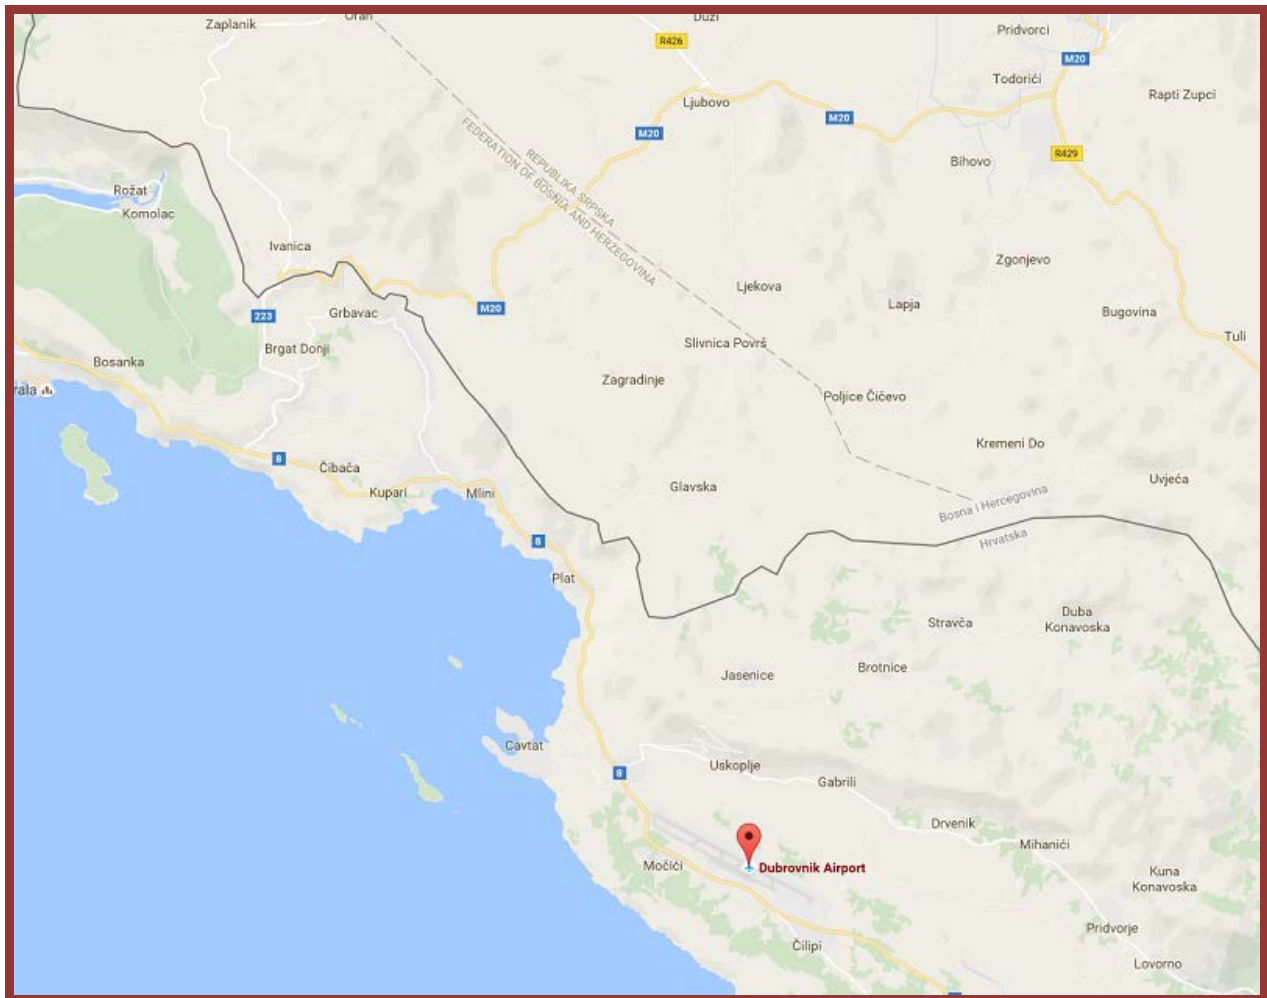 Zaplanik
Orah
Duži
Pridvorci
R426
M20
Todorići
Rapti Zupci
Ljubovo
M20
M20
Bihovo
R429
REPUBLIKA SRPSKA
FEDERATION OF BOSNIA AND HERZEGOVINA
Rožat
Komolac
Ivanica
Zgonjevo
Ljekova
Lapja
M20
223
Grbavac
Bugovina
Tuli
Brgat Donji
Slivnica Površ
Bosanka
Zagradinje
rala
Poljice Čičevo
Kremeni Do
8
Čibača
Kupari
Mlini
Glavska
Uvjeća
Bosna i Hercegovina
Hrvatska
8
Plat
Stravča
Duba
Konavoska
Jasenice
Brotnice
Cavtat
Uskoplje
8
Gabrili
Drvenik
Mihanići
Močići
Dubrovnik Airport
Kuna
Konavoska
Pridvorje
Čilipi
Lovorno